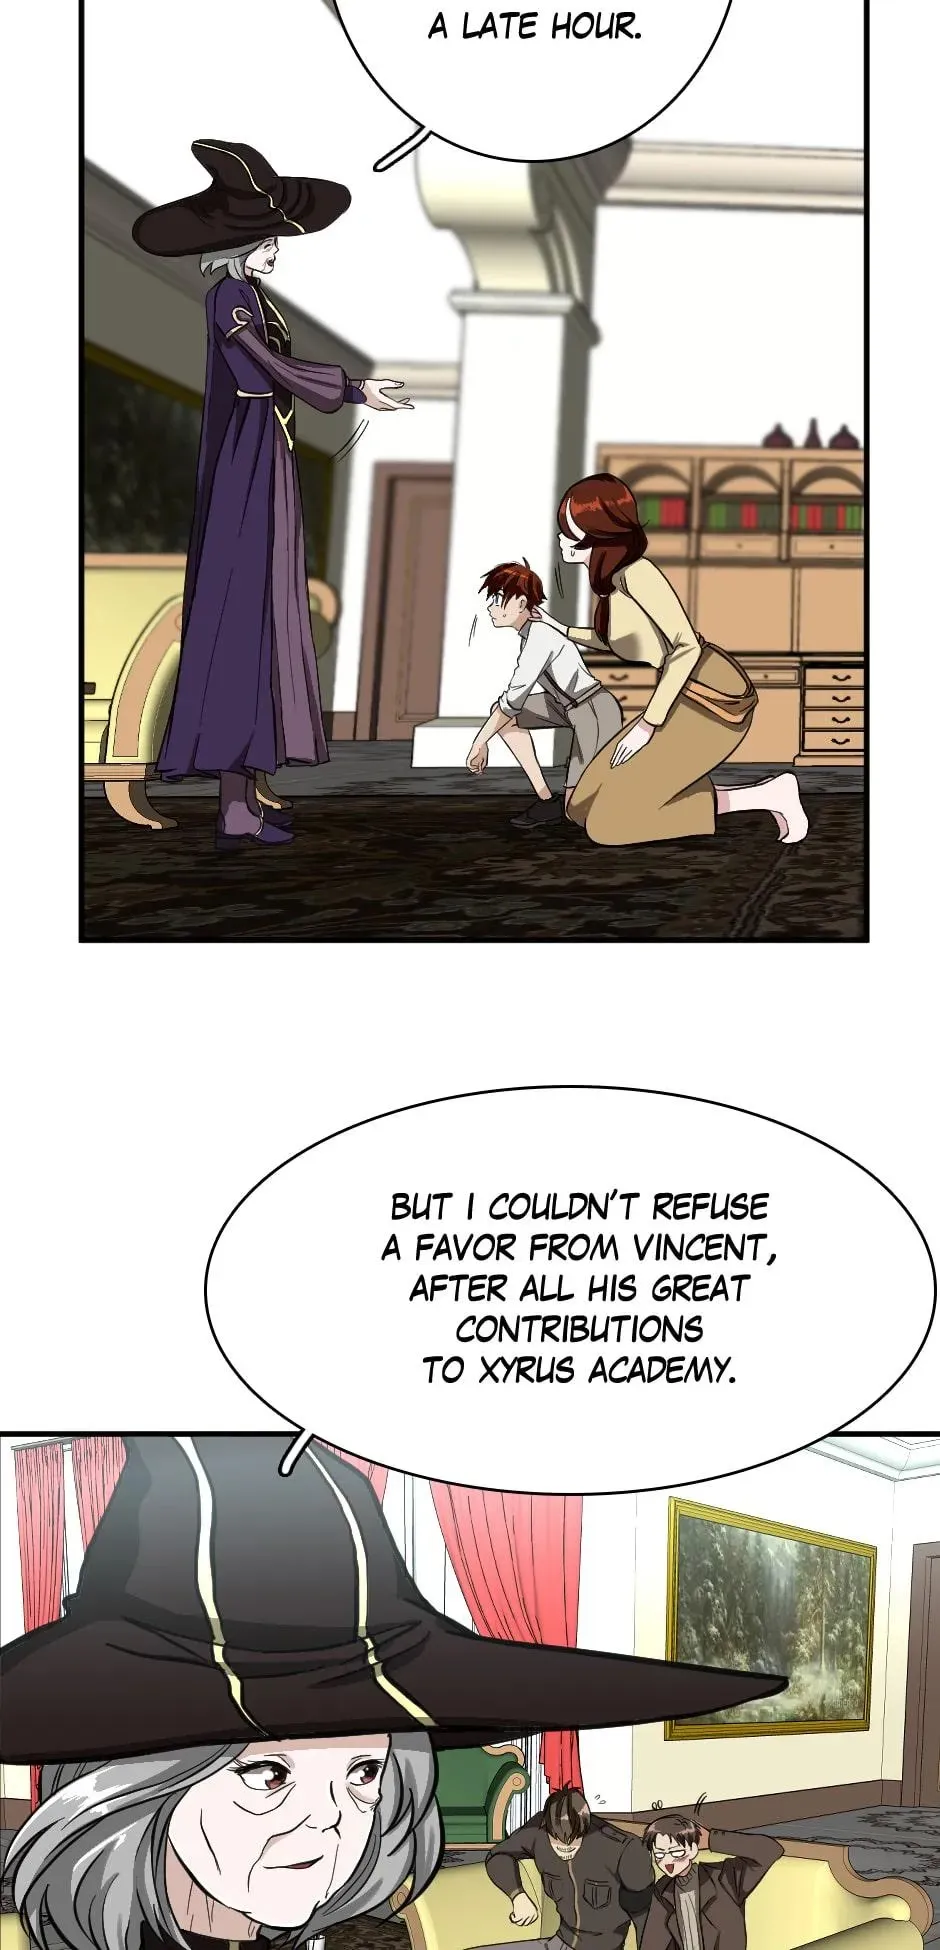 A LATE HOUR.
BUT I COULDN'T REFUSE
A FAVOR FROM VINCENT,
AFTER ALL HIS GREAT
CONTRIBUTIONS
TO XYRUS ACADEMY.